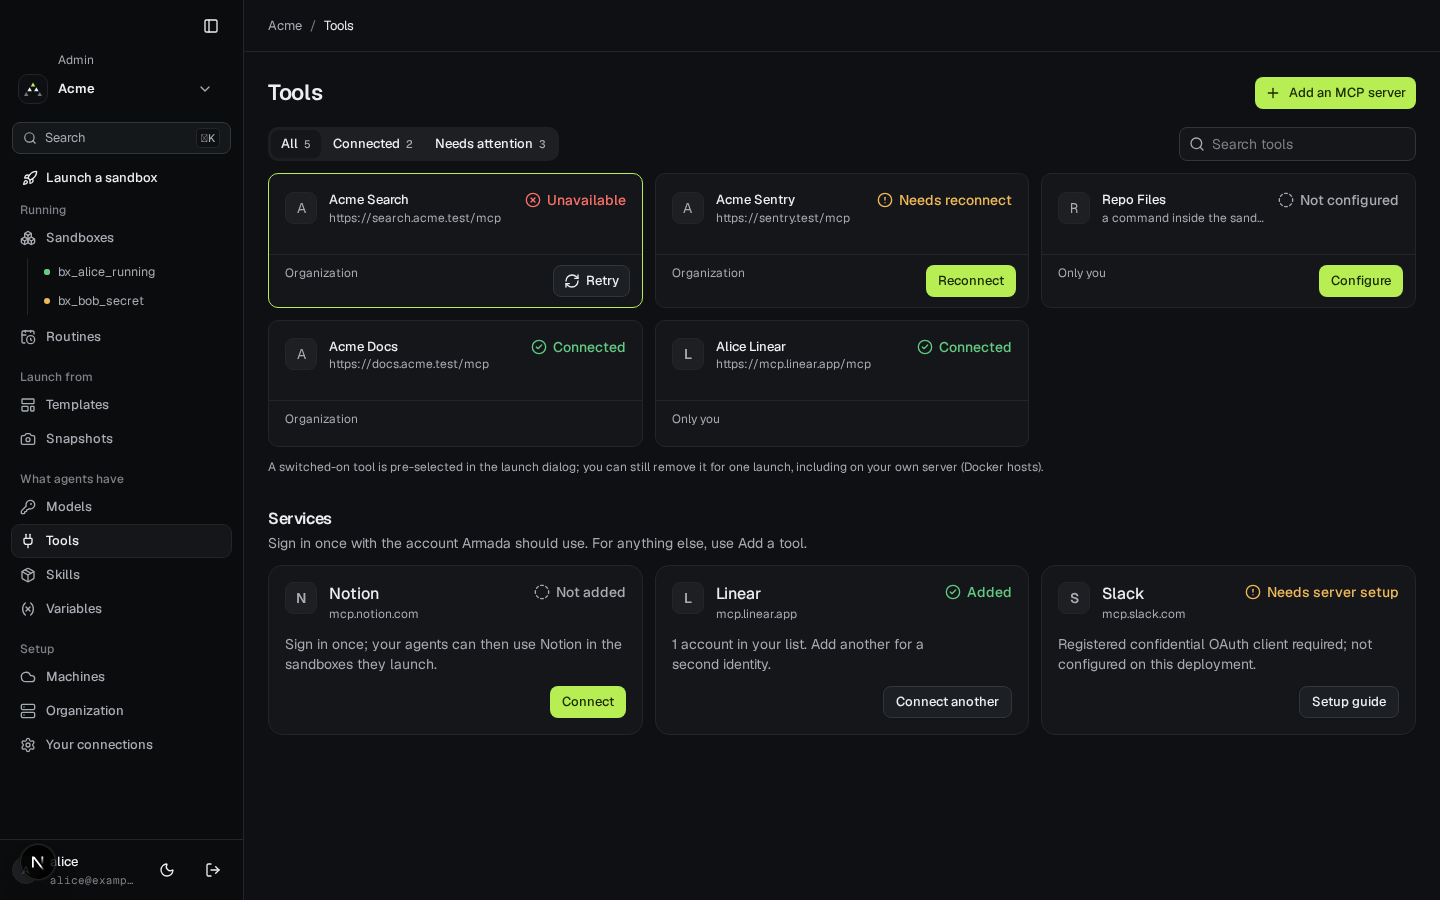 Admin
Acme
Search
K
Launch a sandbox
Running
Sandboxes
bx_alice_running
bx_bob_secret
Routines
Launch from
Templates
Snapshots
What agents have
Models
Tools
Skills
Variables
Setup
Machines
Organization
Your connections
N
alice
alice@examp…
Acme / Tools
Tools
Add an MCP server
All 5
Connected 2
Needs attention 3
Search tools
A
Acme Search
https://search.acme.test/mcp
Unavailable
Organization
Retry
A
Acme Sentry
https://sentry.test/mcp
Needs reconnect
Organization
Reconnect
R
Repo Files
a command inside the sand…
Not configured
Only you
Configure
A
Acme Docs
https://docs.acme.test/mcp
Connected
Organization
L
Alice Linear
https://mcp.linear.app/mcp
Connected
Only you
A switched-on tool is pre-selected in the launch dialog; you can still remove it for one launch, including on your own server (Docker hosts).
Services
Sign in once with the account Armada should use. For anything else, use Add a tool.
N
Notion
mcp.notion.com
Not added
Sign in once; your agents can then use Notion in the
sandboxes they launch.
Connect
L
Linear
mcp.linear.app
Added
1 account in your list. Add another for a
second identity.
Connect another
S
Slack
mcp.slack.com
Needs server setup
Registered confidential OAuth client required; not
configured on this deployment.
Setup guide